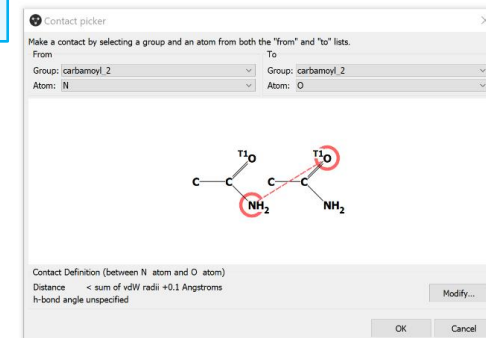 Contact picker
Make a contact by selecting a group and an atom from both the "from" and "to" lists.
From To
Group: carbamoyl_2 Group: carbamoyl_2
Atom: N Atom: O
T1O T1O
C C C C
NH2 NH2
Contact Definition (between N atom and O atom)
Distance < sum of vdW radii +0.1 Angstroms
h-bond angle unspecified
Modify...
OK Cancel